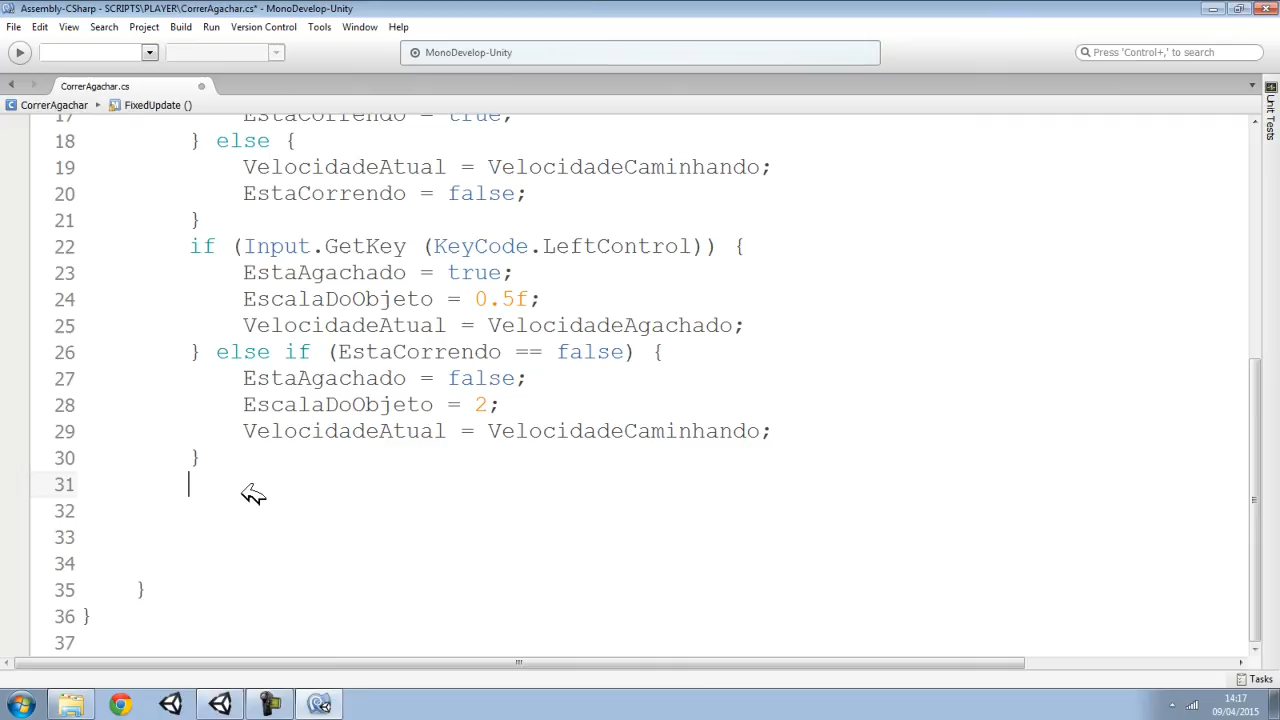 Assembly-CSharp - SCRIPTS\PLAYER\CorrerAgachar.cs* - MonoDevelop-Unity
File Edit View Search Project Build Run Version Control Tools Window Help
MonoDevelop-Unity
Press 'Control+,' to search
CorrerAgachar.cs
CorrerAgachar FixedUpdate ()
17 EstaCorrendo = true;
18 } else {
19 VelocidadeAtual = VelocidadeCaminhando;
20 EstaCorrendo = false;
21 }
22 if (Input.GetKey (KeyCode.LeftControl)) {
23 EstaAgachado = true;
24 EscalaDoObjeto = 0.5f;
25 VelocidadeAtual = VelocidadeAgachado;
26 } else if (EstaCorrendo == false) {
27 EstaAgachado = false;
28 EscalaDoObjeto = 2;
29 VelocidadeAtual = VelocidadeCaminhando;
30 }
31
32
33
34
35 }
36 }
37
Unit Tests
Tasks
14:17
09/04/2015